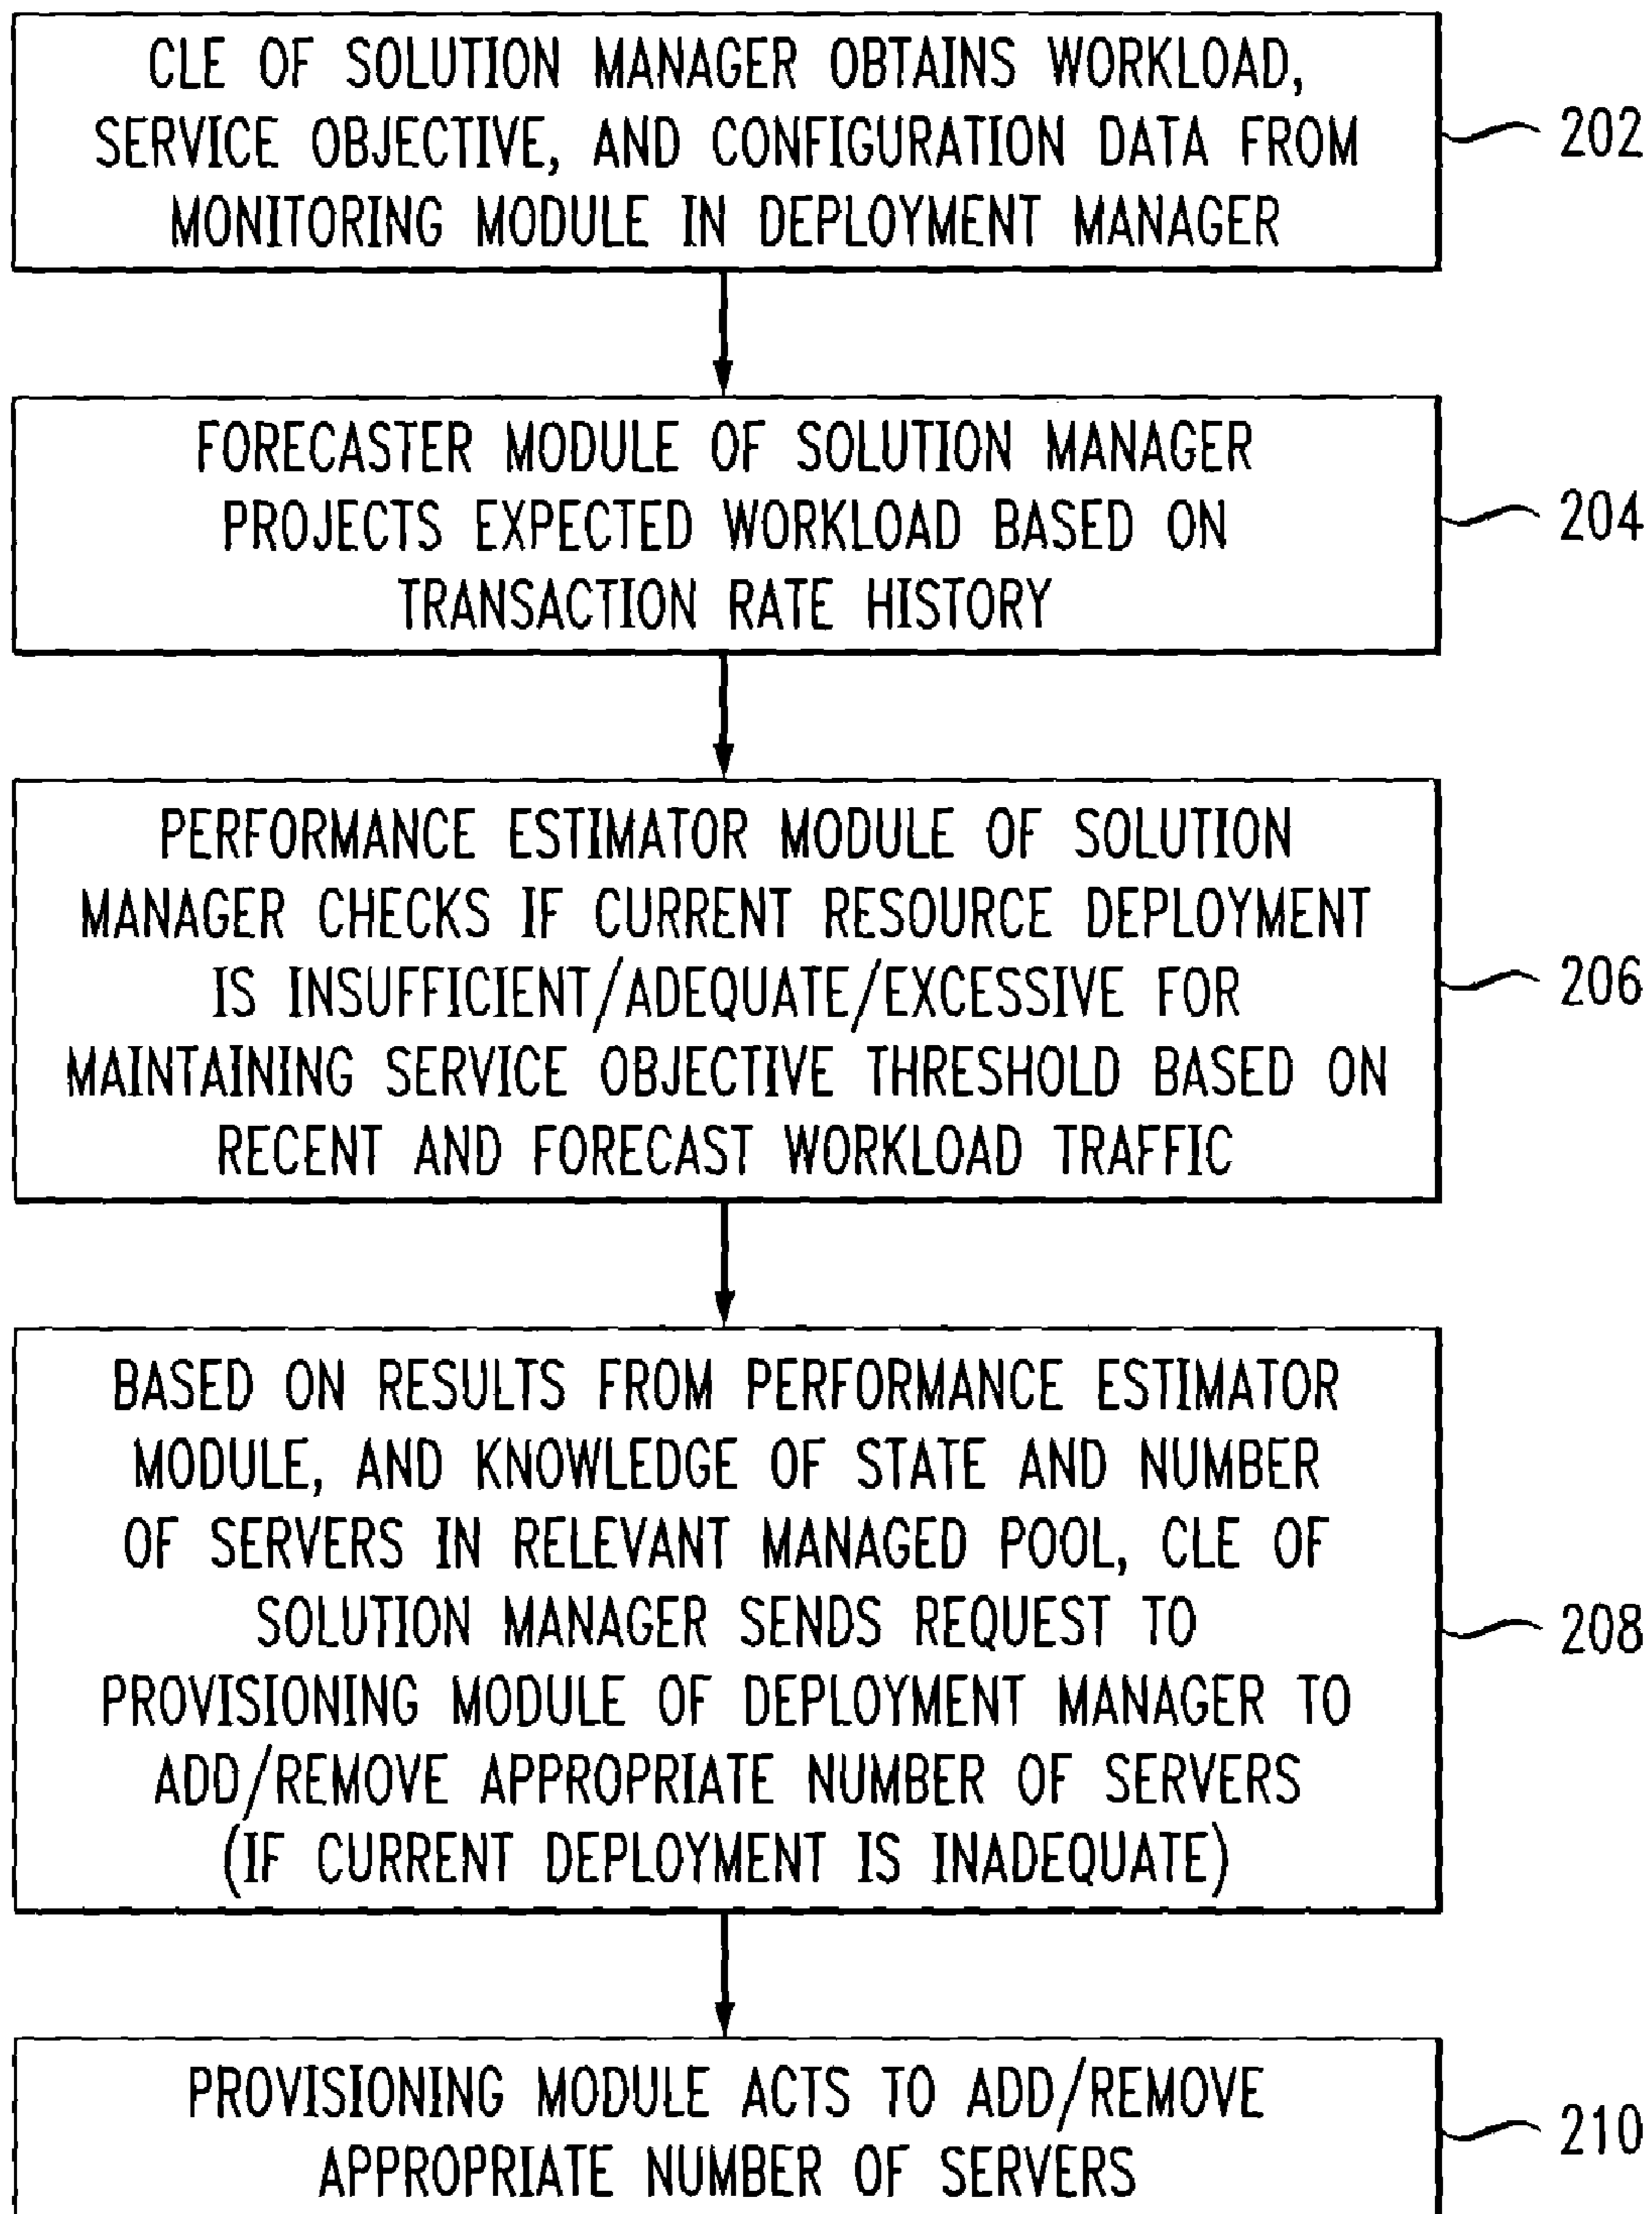 CLE OF SOLUTION MANAGER OBTAINS WORKLOAD,
SERVICE OBJECTIVE, AND CONFIGURATION DATA FROM
MONITORING MODULE IN DEPLOYMENT MANAGER
202
FORECASTER MODULE OF SOLUTION MANAGER
PROJECTS EXPECTED WORKLOAD BASED ON
TRANSACTION RATE HISTORY
204
PERFORMANCE ESTIMATOR MODULE OF SOLUTION
MANAGER CHECKS IF CURRENT RESOURCE DEPLOYMENT
IS INSUFFICIENT/ADEQUATE/EXCESSIVE FOR
MAINTAINING SERVICE OBJECTIVE THRESHOLD BASED ON
RECENT AND FORECAST WORKLOAD TRAFFIC
206
BASED ON RESULTS FROM PERFORMANCE ESTIMATOR
MODULE, AND KNOWLEDGE OF STATE AND NUMBER
OF SERVERS IN RELEVANT MANAGED POOL, CLE OF
SOLUTION MANAGER SENDS REQUEST TO
PROVISIONING MODULE OF DEPLOYMENT MANAGER TO
ADD/REMOVE APPROPRIATE NUMBER OF SERVERS
(IF CURRENT DEPLOYMENT IS INADEQUATE)
208
PROVISIONING MODULE ACTS TO ADD/REMOVE
APPROPRIATE NUMBER OF SERVERS
210